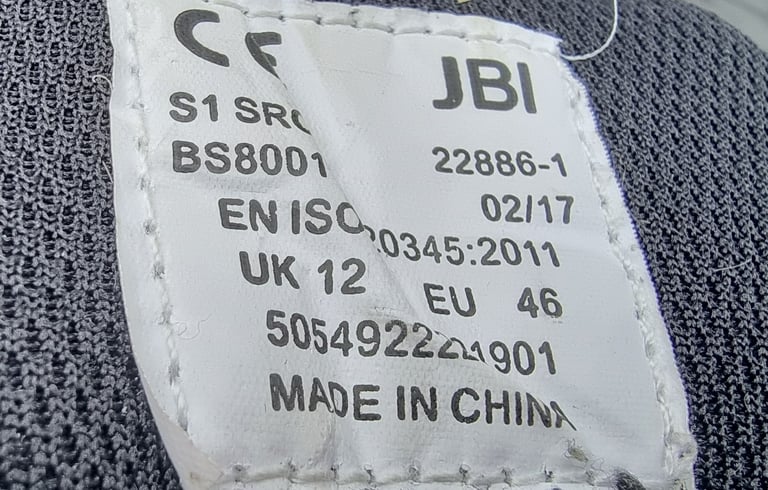 CE JBI
S1 SRC
BS8001 22886-1
02/17
EN ISO 20345:2011
UK 12 EU 46
5054922221901
MADE IN CHINA